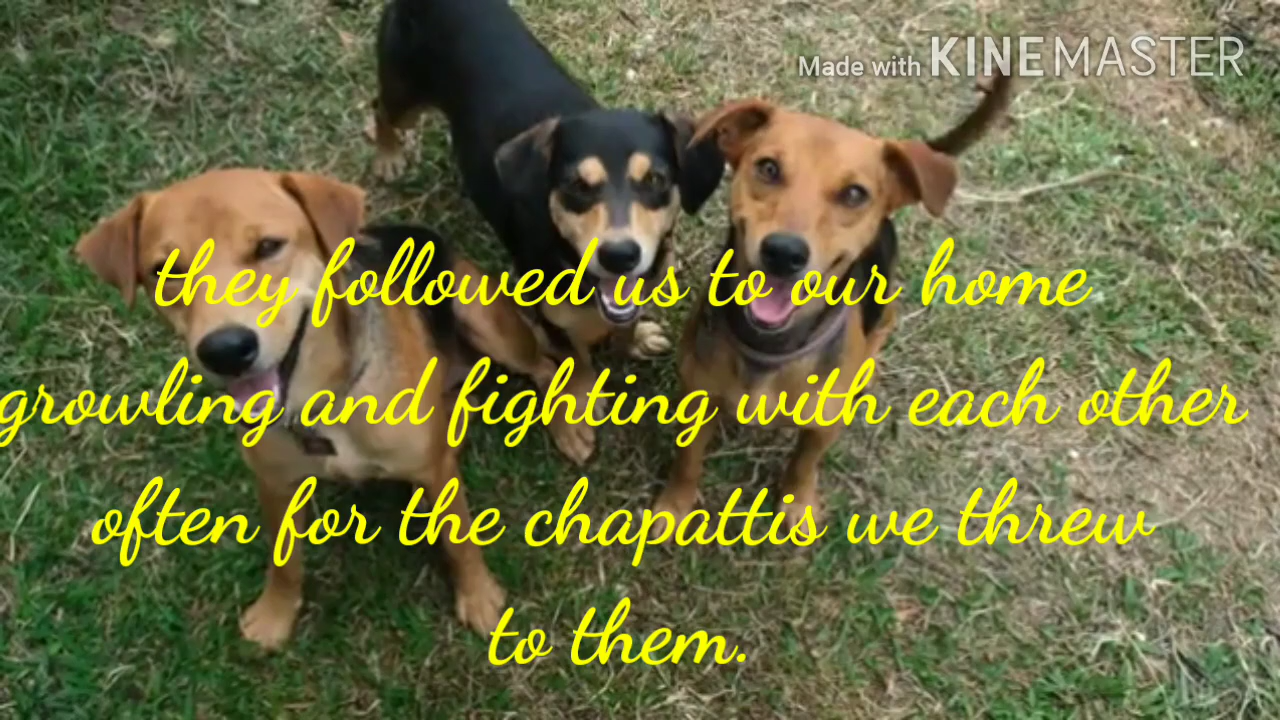 Made with KINEMASTER
they followed us to our home
growling and fighting with each other
often for the chapattis we threw
to them.